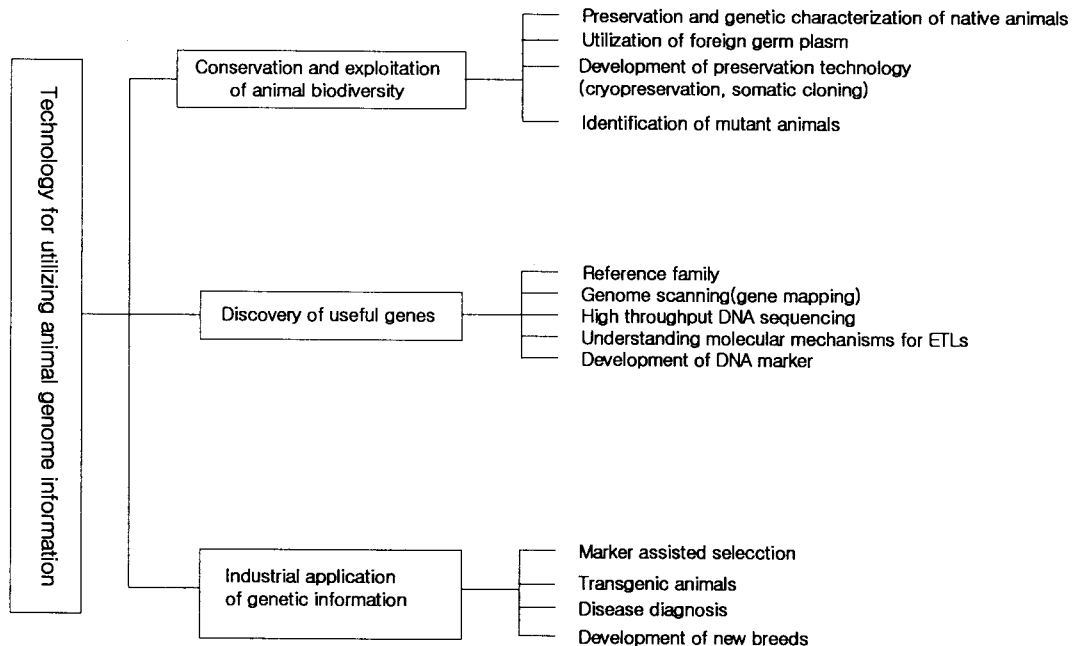 Technology for utilizing animal genome information
Conservation and exploitation
of animal biodiversity
Preservation and genetic characterization of native animals
Utilization of foreign germ plasm
Development of preservation technology
(cryopreservation, somatic cloning)
Identification of mutant animals
Discovery of useful genes
Reference family
Genome scanning(gene mapping)
High throughput DNA sequencing
Understanding molecular mechanisms for ETLs
Development of DNA marker
Industrial application
of genetic information
Marker assisted selecction
Transgenic animals
Disease diagnosis
Development of new breeds